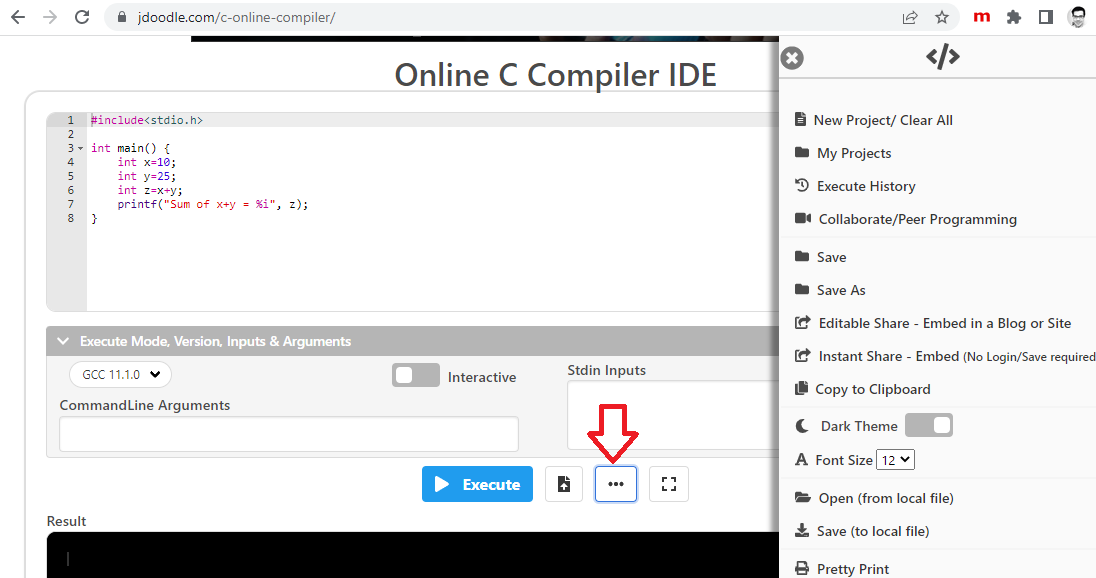 jdoodle.com/c-online-compiler/
m
Online C Compiler IDE
1 #include<stdio.h>
2
3 int main() {
4     int x=10;
5     int y=25;
6     int z=x+y;
7     printf("Sum of x+y = %i", z);
8 }
Execute Mode, Version, Inputs & Arguments
GCC 11.1.0
Interactive
Stdin Inputs
CommandLine Arguments
Execute
Result
</>
New Project/ Clear All
My Projects
Execute History
Collaborate/Peer Programming
Save
Save As
Editable Share - Embed in a Blog or Site
Instant Share - Embed (No Login/Save required
Copy to Clipboard
Dark Theme
A Font Size 12
Open (from local file)
Save (to local file)
Pretty Print